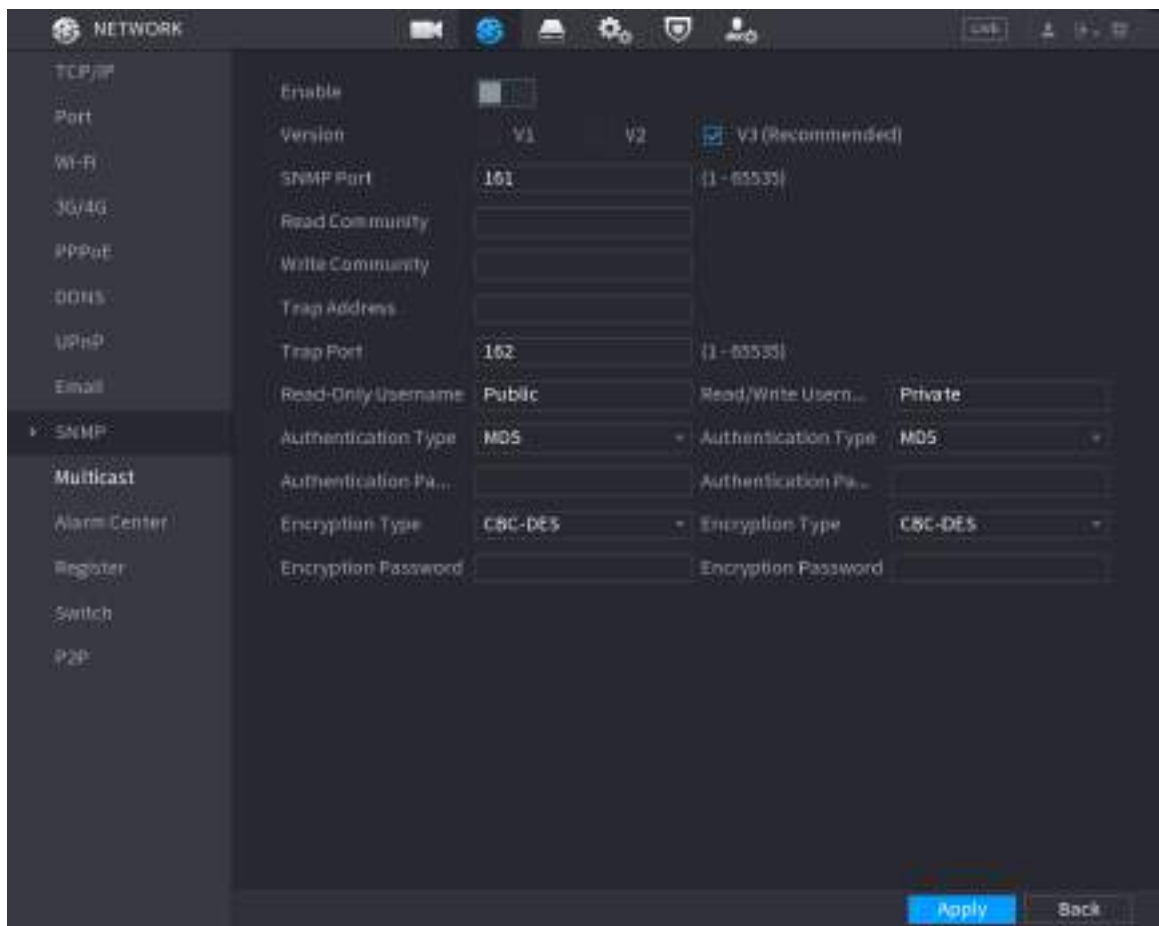 NETWORK
LIVE
TCP/IP
Port
Wi-Fi
3G/4G
PPPoE
DDNS
UPnP
Email
SNMP
Multicast
Alarm Center
Register
Switch
P2P
Enable
Version V1 V2 V3 (Recommended)
SNMP Port 161 (1 - 65535)
Read Community
Write Community
Trap Address
Trap Port 162 (1 - 65535)
Read-Only Username Public Read/Write Usern... Private
Authentication Type MD5 Authentication Type MD5
Authentication Pa... Authentication Pa...
Encryption Type CBC-DES Encryption Type CBC-DES
Encryption Password Encryption Password
Apply Back